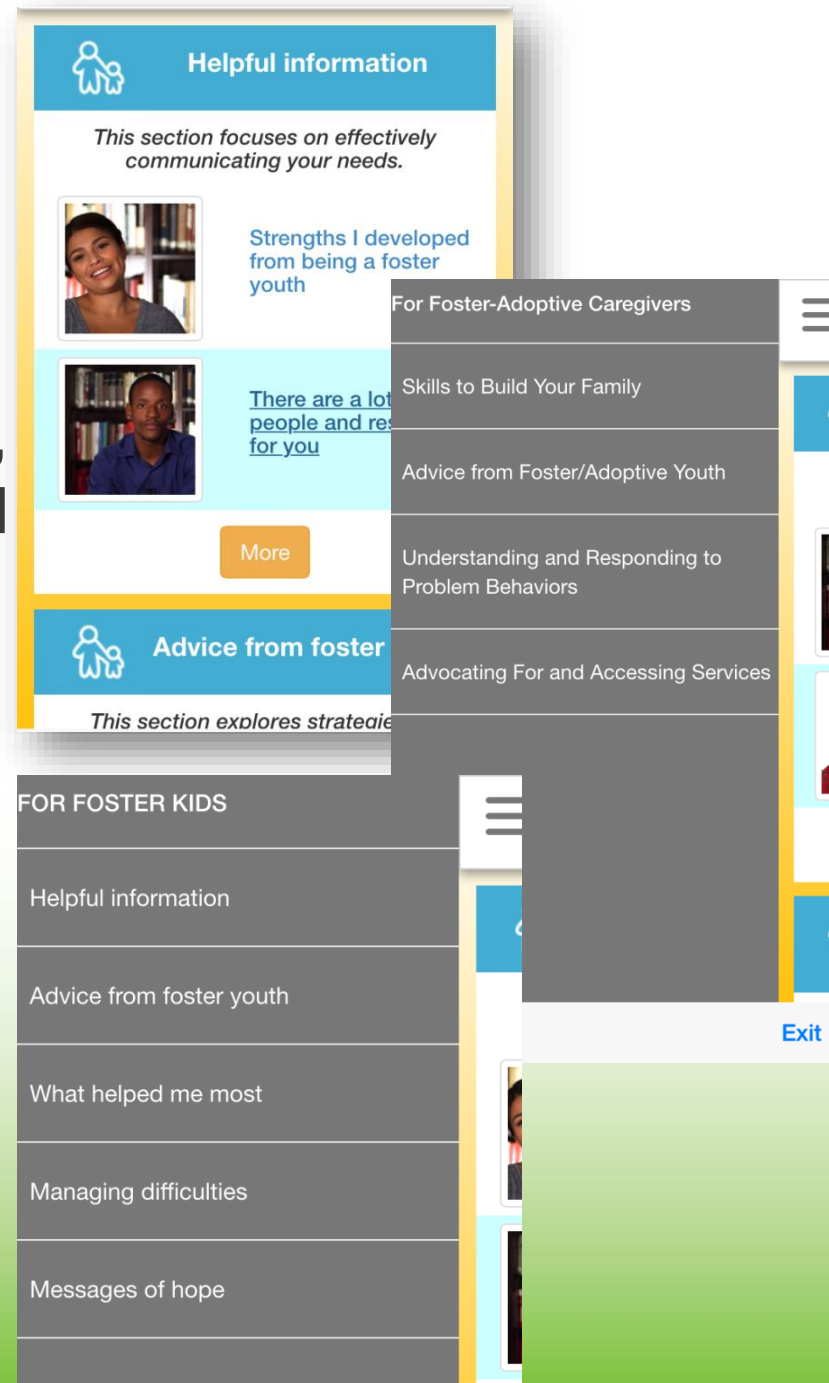 Helpful information
This section focuses on effectively
communicating your needs.
Strengths I developed
from being a foster
youth
There are a lot
people and
for you
More
Advice from foster
This section explores
For Foster-Adoptive Caregivers
Skills to Build Your Family
Advice from Foster/Adoptive Youth
Understanding and Responding to
Problem Behaviors
Advocating For and Accessing Services
Exit
FOR FOSTER KIDS
Helpful information
Advice from foster youth
What helped me most
Managing difficulties
Messages of hope